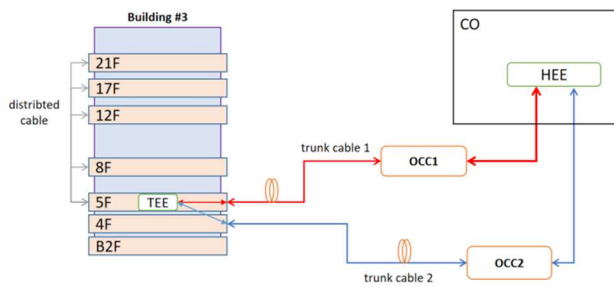 Building #3
CO
21F
HEE
17F
distribted
cable
12F
trunk cable 1
OCC1
8F
5F
TEE
4F
B2F
OCC2
trunk cable 2